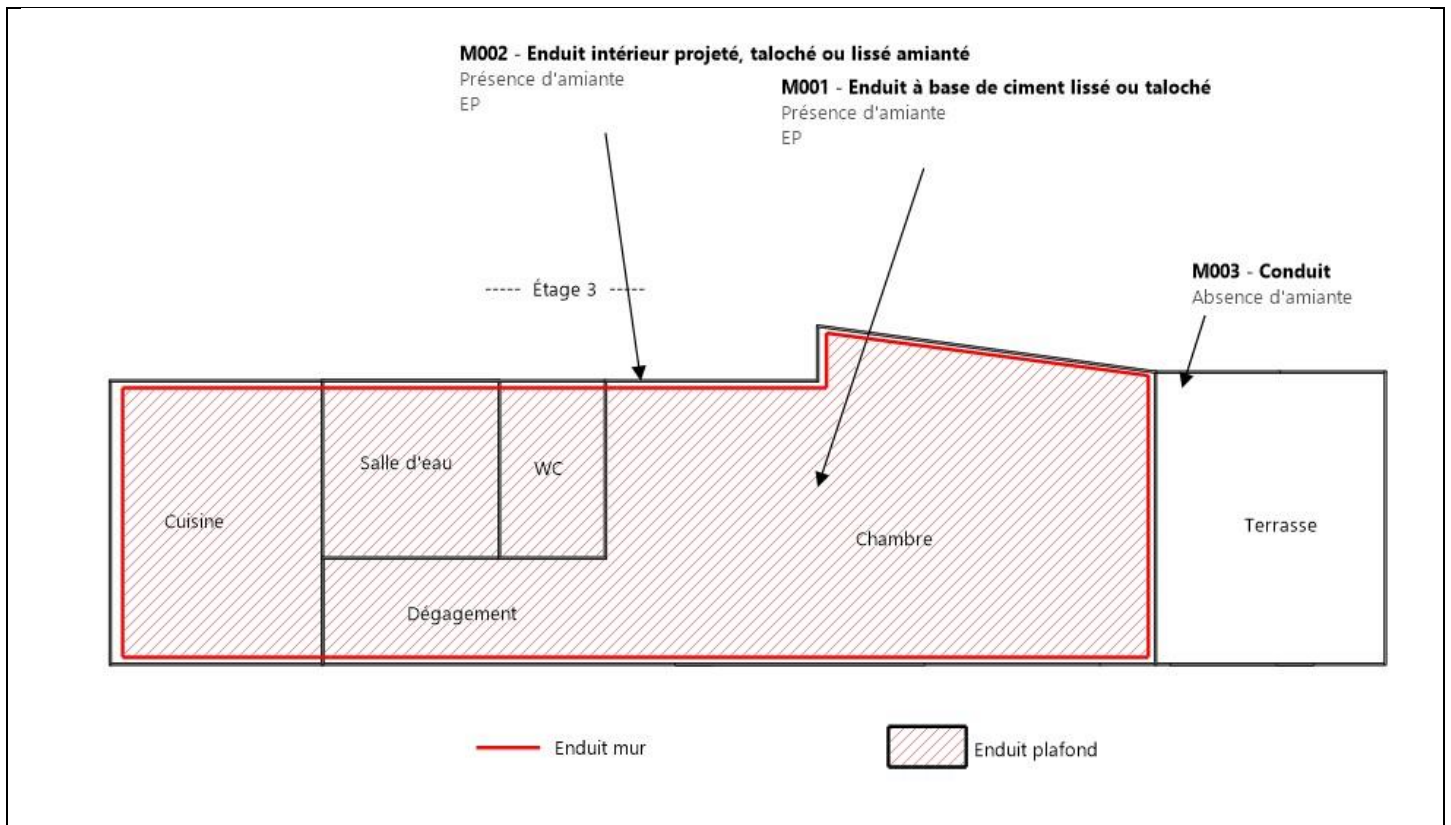 M002 - Enduit intérieur projeté, taloché ou lissé amianté
Présence d'amiante
EP
M001 - Enduit à base de ciment lissé ou taloché
Présence d'amiante
EP
M003 - Conduit
Absence d'amiante
----- Étage 3 -----
Salle d'eau
WC
Cuisine
Chambre
Terrasse
Dégagement
Enduit mur
Enduit plafond